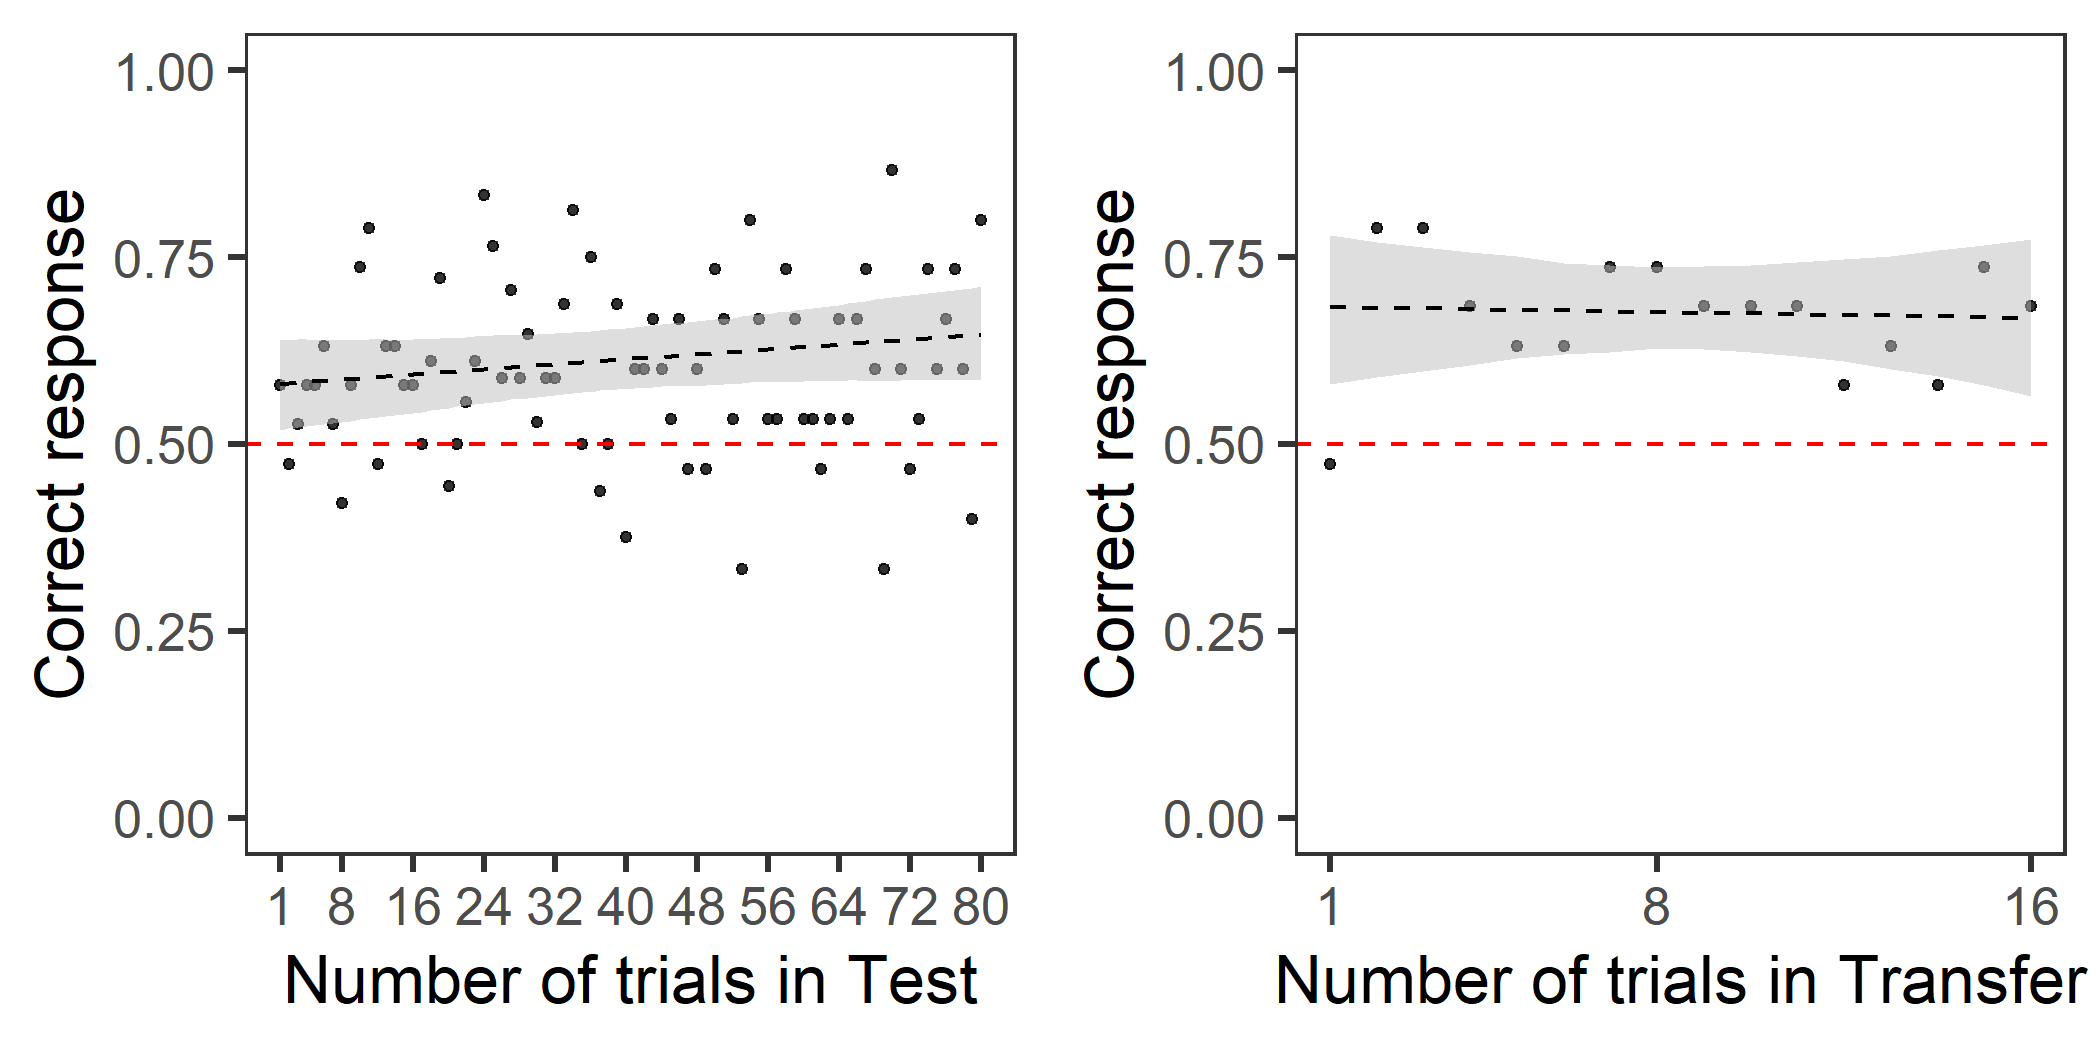 Correct response
1.00
0.75
0.50
0.25
0.00
1 8 16 24 32 40 48 56 64 72 80
Number of trials in Test
Correct response
1.00
0.75
0.50
0.25
0.00
1 8 16
Number of trials in Transfer